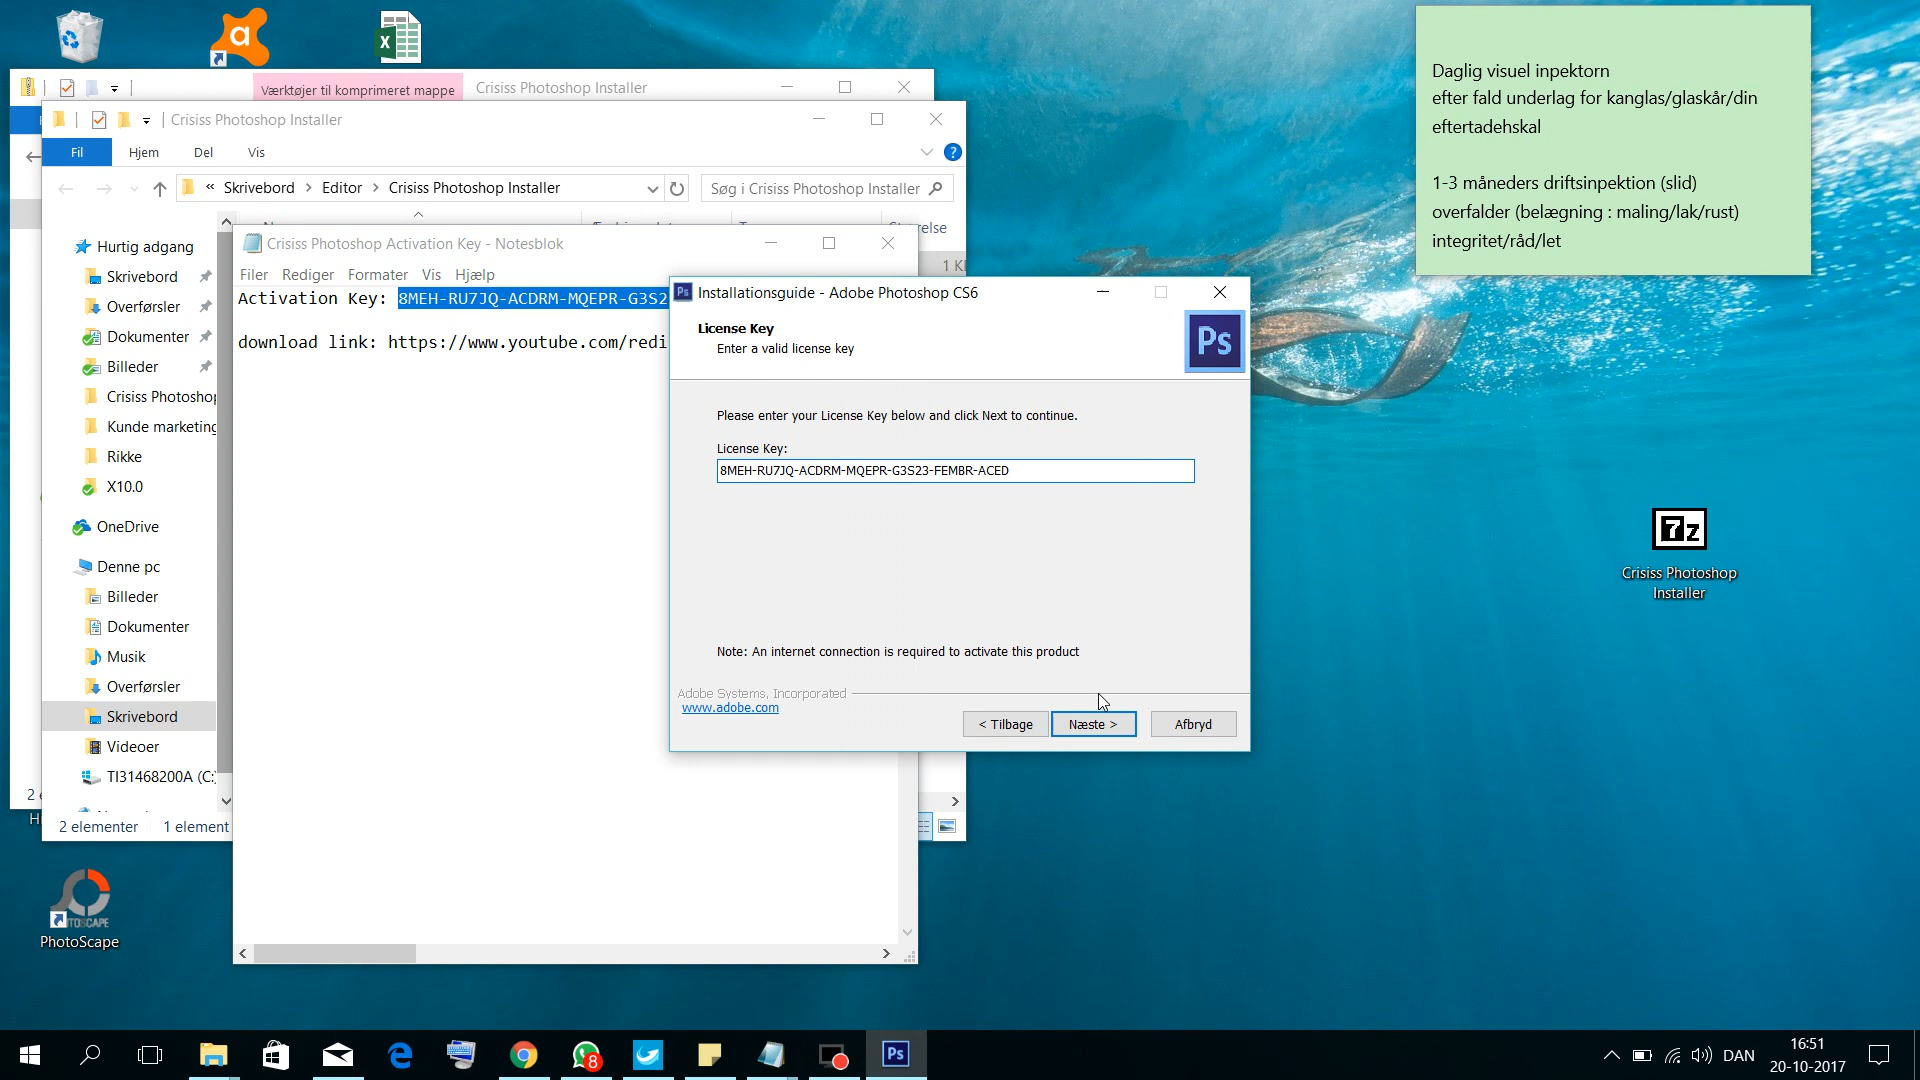 Værktøjer til komprimeret mappe
Crisiss Photoshop Installer
Crisiss Photoshop Installer
Fil
Hjem
Del
Vis
?
« Skrivebord > Editor > Crisiss Photoshop Installer
Søg i Crisiss Photoshop Installer
Hurtig adgang
Skrivebord
Overførsler
Dokumenter
Billeder
Crisiss Photoshop
Kunde marketing
Rikke
X10.0
OneDrive
Denne pc
Billeder
Dokumenter
Musik
Overførsler
Skrivebord
Videoer
TI31468200A (C:)
2 elementer
1 element
Crisiss Photoshop Activation Key - Notesblok
Filer
Rediger
Formater
Vis
Hjælp
Activation Key: 8MEH-RU7JQ-ACDRM-MQEPR-G3S2
download link: https://www.youtube.com/redi
Installationsguide - Adobe Photoshop CS6
License Key
Enter a valid license key
Ps
Please enter your License Key below and click Next to continue.
License Key:
8MEH-RU7JQ-ACDRM-MQEPR-G3S23-FEMBR-ACED
Note: An internet connection is required to activate this product
Adobe Systems, Incorporated
www.adobe.com
< Tilbage
Næste >
Afbryd
Daglig visuel inpektorn
efter fald underlag for kanglas/glaskår/din
eftertadehskal
1-3 måneders driftsinpektion (slid)
overfalder (belægning : maling/lak/rust)
integritet/råd/let
7z
Crisiss Photoshop
Installer
PhotoScape
8
Ps
DAN
16:51
20-10-2017